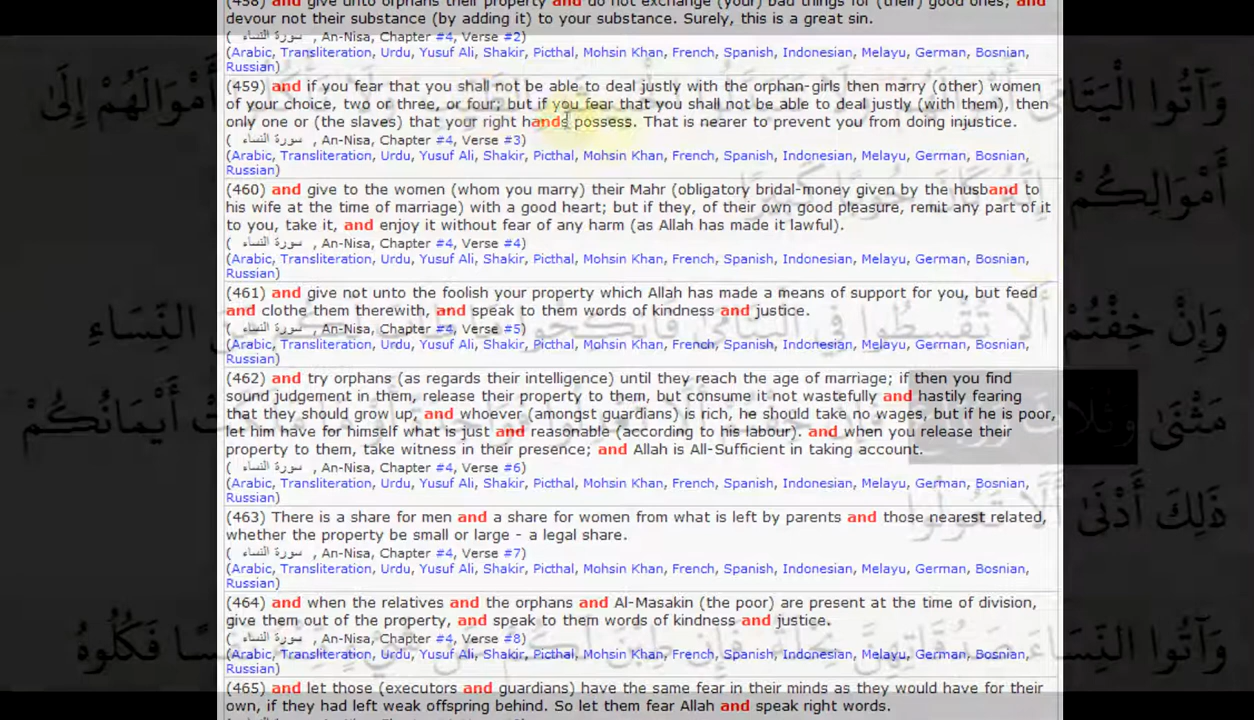 (458) and give unto orphans their property and do not exchange (your) bad things for (their) good ones; and
devour not their substance (by adding it) to your substance. Surely, this is a great sin.
( سورة النساء , An-Nisa, Chapter #4, Verse #2)
(Arabic, Transliteration, Urdu, Yusuf Ali, Shakir, Picthal, Mohsin Khan, French, Spanish, Indonesian, Melayu, German, Bosnian,
Russian)
(459) and if you fear that you shall not be able to deal justly with the orphan-girls then marry (other) women
of your choice, two or three, or four; but if you fear that you shall not be able to deal justly (with them), then
only one or (the slaves) that your right hands possess. That is nearer to prevent you from doing injustice.
( سورة النساء , An-Nisa, Chapter #4, Verse #3)
(Arabic, Transliteration, Urdu, Yusuf Ali, Shakir, Picthal, Mohsin Khan, French, Spanish, Indonesian, Melayu, German, Bosnian,
Russian)
(460) and give to the women (whom you marry) their Mahr (obligatory bridal-money given by the husband to
his wife at the time of marriage) with a good heart; but if they, of their own good pleasure, remit any part of it
to you, take it, and enjoy it without fear of any harm (as Allah has made it lawful).
( سورة النساء , An-Nisa, Chapter #4, Verse #4)
(Arabic, Transliteration, Urdu, Yusuf Ali, Shakir, Picthal, Mohsin Khan, French, Spanish, Indonesian, Melayu, German, Bosnian,
Russian)
(461) and give not unto the foolish your property which Allah has made a means of support for you, but feed
and clothe them therewith, and speak to them words of kindness and justice.
( سورة النساء , An-Nisa, Chapter #4, Verse #5)
(Arabic, Transliteration, Urdu, Yusuf Ali, Shakir, Picthal, Mohsin Khan, French, Spanish, Indonesian, Melayu, German, Bosnian,
Russian)
(462) and try orphans (as regards their intelligence) until they reach the age of marriage; if then you find
sound judgement in them, release their property to them, but consume it not wastefully and hastily fearing
that they should grow up, and whoever (amongst guardians) is rich, he should take no wages, but if he is poor,
let him have for himself what is just and reasonable (according to his labour). and when you release their
property to them, take witness in their presence; and Allah is All-Sufficient in taking account.
( سورة النساء , An-Nisa, Chapter #4, Verse #6)
(Arabic, Transliteration, Urdu, Yusuf Ali, Shakir, Picthal, Mohsin Khan, French, Spanish, Indonesian, Melayu, German, Bosnian,
Russian)
(463) There is a share for men and a share for women from what is left by parents and those nearest related,
whether the property be small or large - a legal share.
( سورة النساء , An-Nisa, Chapter #4, Verse #7)
(Arabic, Transliteration, Urdu, Yusuf Ali, Shakir, Picthal, Mohsin Khan, French, Spanish, Indonesian, Melayu, German, Bosnian,
Russian)
(464) and when the relatives and the orphans and Al-Masakin (the poor) are present at the time of division,
give them out of the property, and speak to them words of kindness and justice.
( سورة النساء , An-Nisa, Chapter #4, Verse #8)
(Arabic, Transliteration, Urdu, Yusuf Ali, Shakir, Picthal, Mohsin Khan, French, Spanish, Indonesian, Melayu, German, Bosnian,
Russian)
(465) and let those (executors and guardians) have the same fear in their minds as they would have for their
own, if they had left weak offspring behind. So let them fear Allah and speak right words.
وَآتُوا الْيَتَامَىٰ أَمْوَالَهُمْ إِلَىٰ
أَمْوَالِكُمْ إِنَّهُ كَانَ حُوبًا كَبِيرًا
وَإِنْ خِفْتُمْ أَلَّا تُقْسِطُوا فِي الْيَتَامَىٰ فَانكِحُوا النِّسَاءِ
مَثْنَىٰ وَثُلَاثَ أَيْمَانُكُمْ
ذَٰلِكَ أَدْنَىٰ أَلَّا تَعُولُوا
وَآتُوا النِّسَاءَ صَدُقَاتِهِنَّ نِحْلَةً فَإِن طِبْنَ لَكُمْ عَن شَيْءٍ فَكُلُوهُ